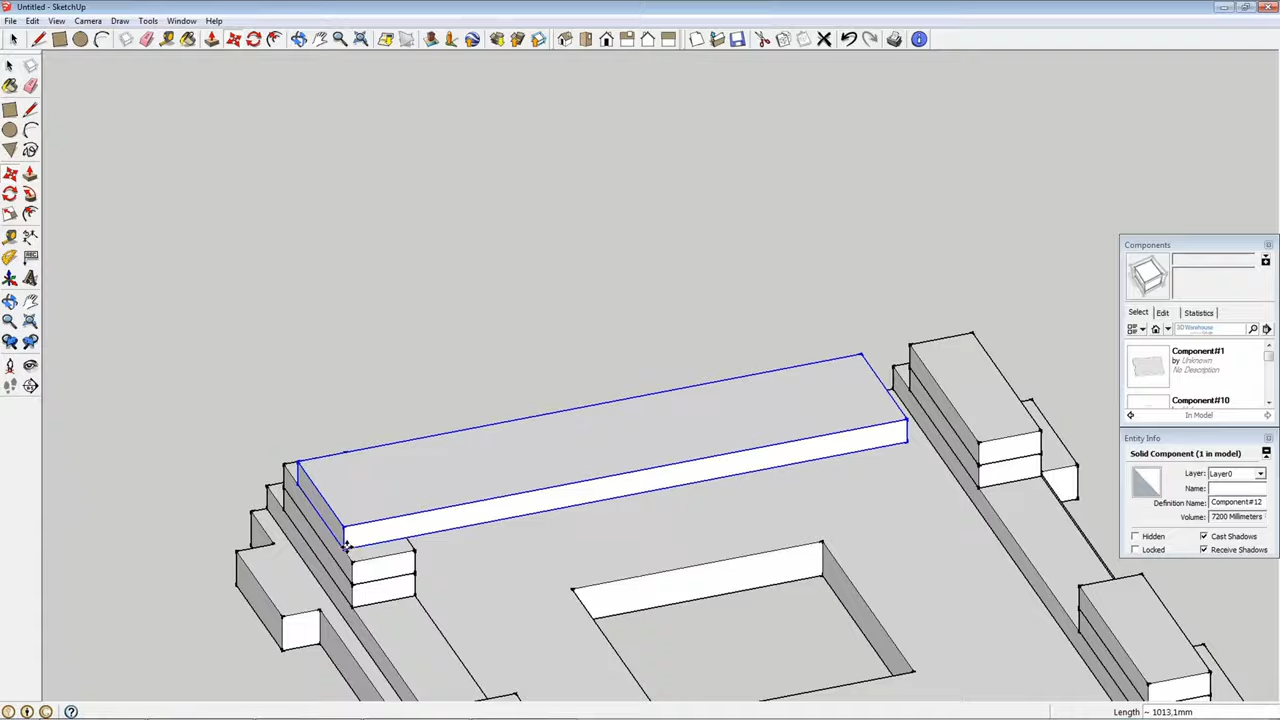 Untitled - SketchUp
File Edit View Camera Draw Tools Window Help
Components
Select Edit Statistics
3D Warehouse
Component#1
by Unknown
No Description
Component#10
In Model
Entity Info
Solid Component (1 in model)
Layer: Layer0
Name:
Definition Name: Component#12
Volume: 7200 Millimeters
Hidden Cast Shadows
Locked Receive Shadows
Length ~ 1013,1mm